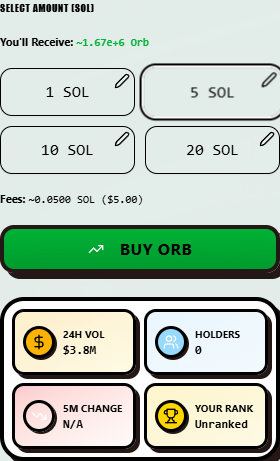 SELECT AMOUNT (SOL)
You'll Receive: ~1.67e+6 Orb
1 SOL
5 SOL
10 SOL
20 SOL
Fees: ~0.0500 SOL ($5.00)
BUY ORB
24H VOL
$3.8M
HOLDERS
0
5M CHANGE
N/A
YOUR RANK
Unranked